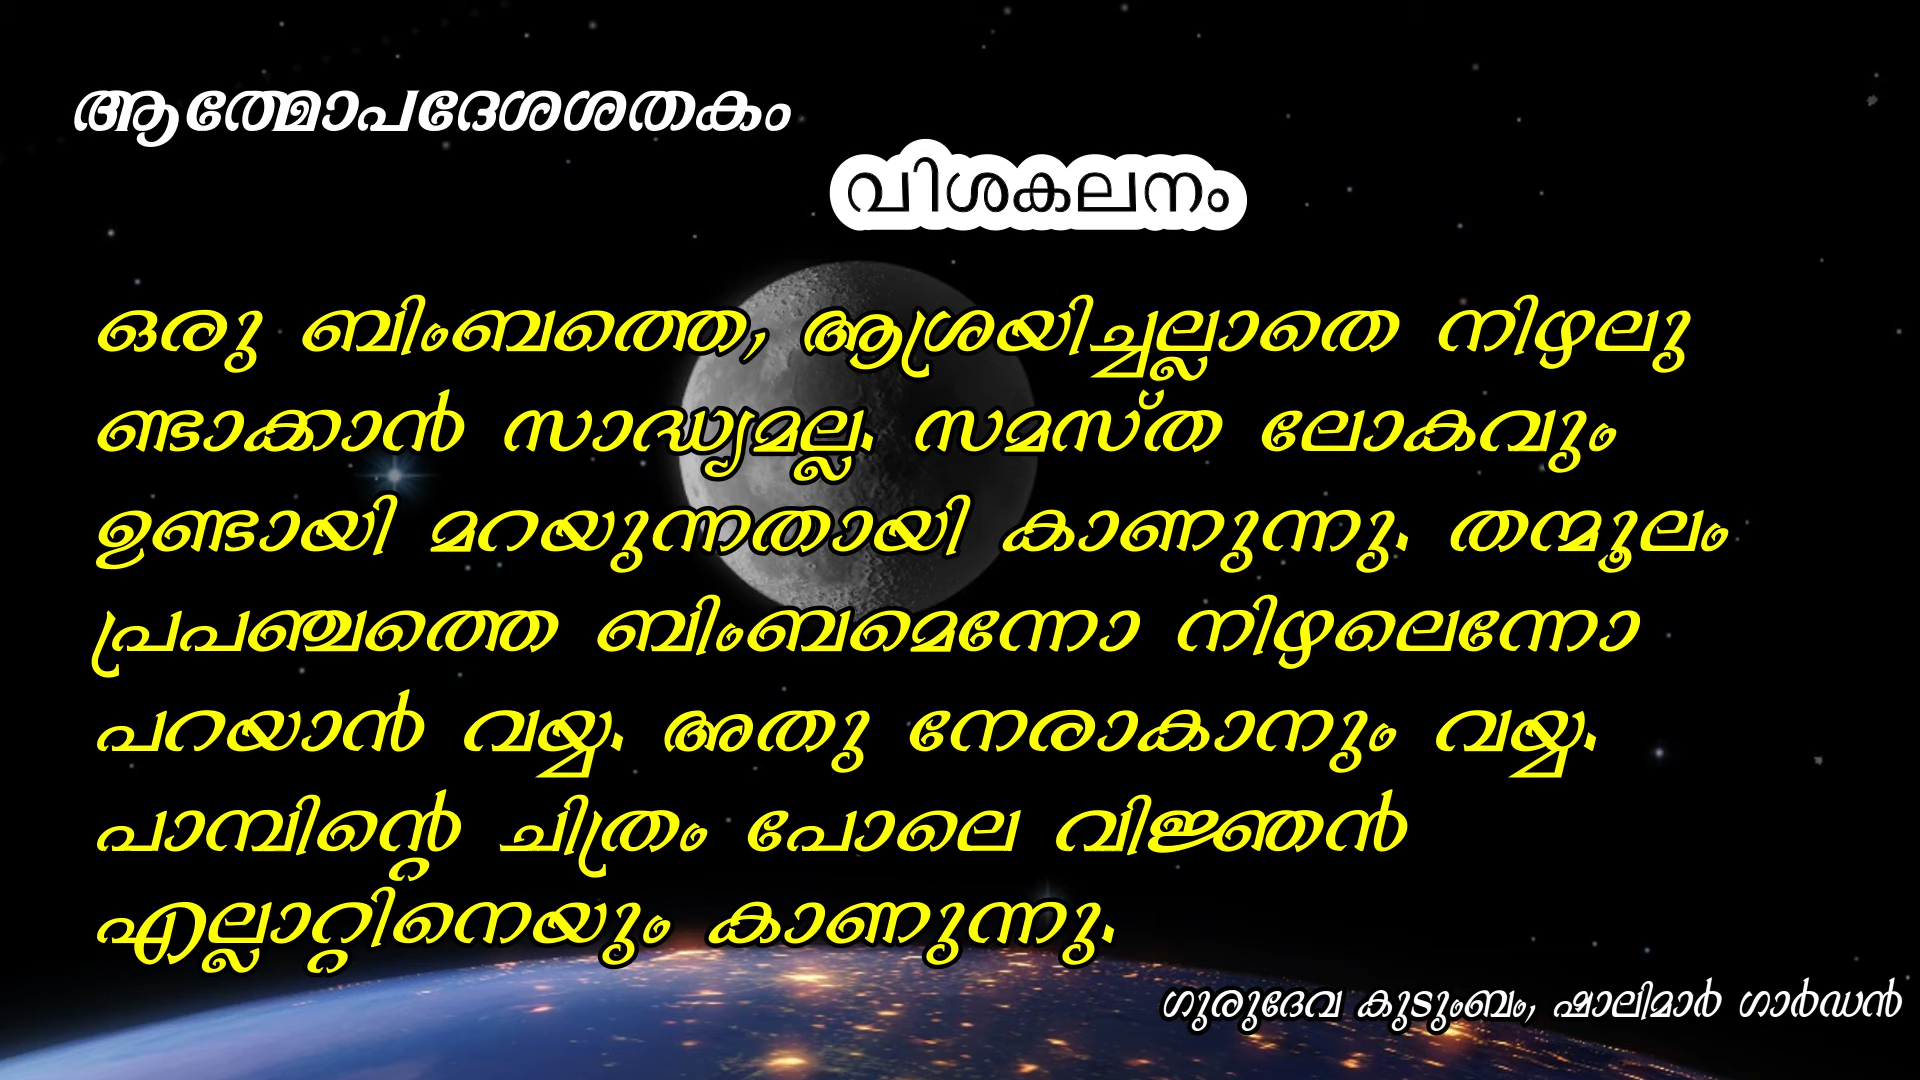 ആത്മോപദേശശതകം
വിശകലനം
ഒരു ബിംബത്തെ, ആശ്രയിച്ചല്ലാതെ നിഴലു
ണ്ടാക്കാൻ സാദ്ധ്യമല്ല. സമസ്ത ലോകവും
ഉണ്ടായി മറയുന്നതായി കാണുന്നു. തന്മൂലം
പ്രപഞ്ചത്തെ ബിംബമെന്നോ നിഴലെന്നോ
പറയാൻ വയ്യ. അതു നേരാകാനും വയ്യ.
പാമ്പിന്റെ ചിത്രം പോലെ വിജ്ഞൻ
എല്ലാറ്റിനെയും കാണുന്നു.
ഗുരുദേവ കുടുംബം, ഷാലിമാർ ഗാർഡൻ